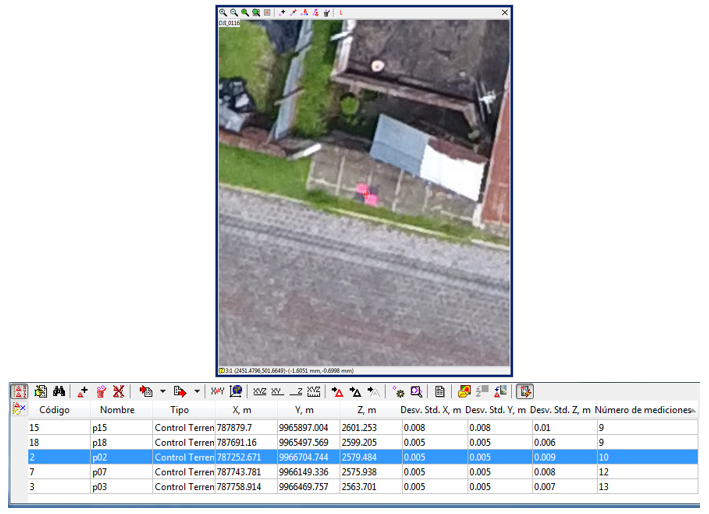 L
DJI_0116
3:1 (2451.4796,501.6649)-(-1.6051 mm,-0.6998 mm)
XYZ XY Z XYZ
Código Nombre Tipo X, m Y, m Z, m Desv. Std. X, m Desv. Std. Y, m Desv. Std. Z, m Número de mediciones
15 p15 Control Terren 787879.7 9965897.004 2601.253 0.008 0.008 0.01 9
18 p18 Control Terren 787691.16 9965497.569 2599.205 0.005 0.005 0.006 9
2 p02 Control Terren 787252.671 9966704.744 2579.484 0.005 0.005 0.009 10
7 p07 Control Terren 787743.781 9966149.336 2575.938 0.005 0.005 0.008 12
3 p03 Control Terren 787758.914 9966469.757 2563.701 0.005 0.005 0.007 13